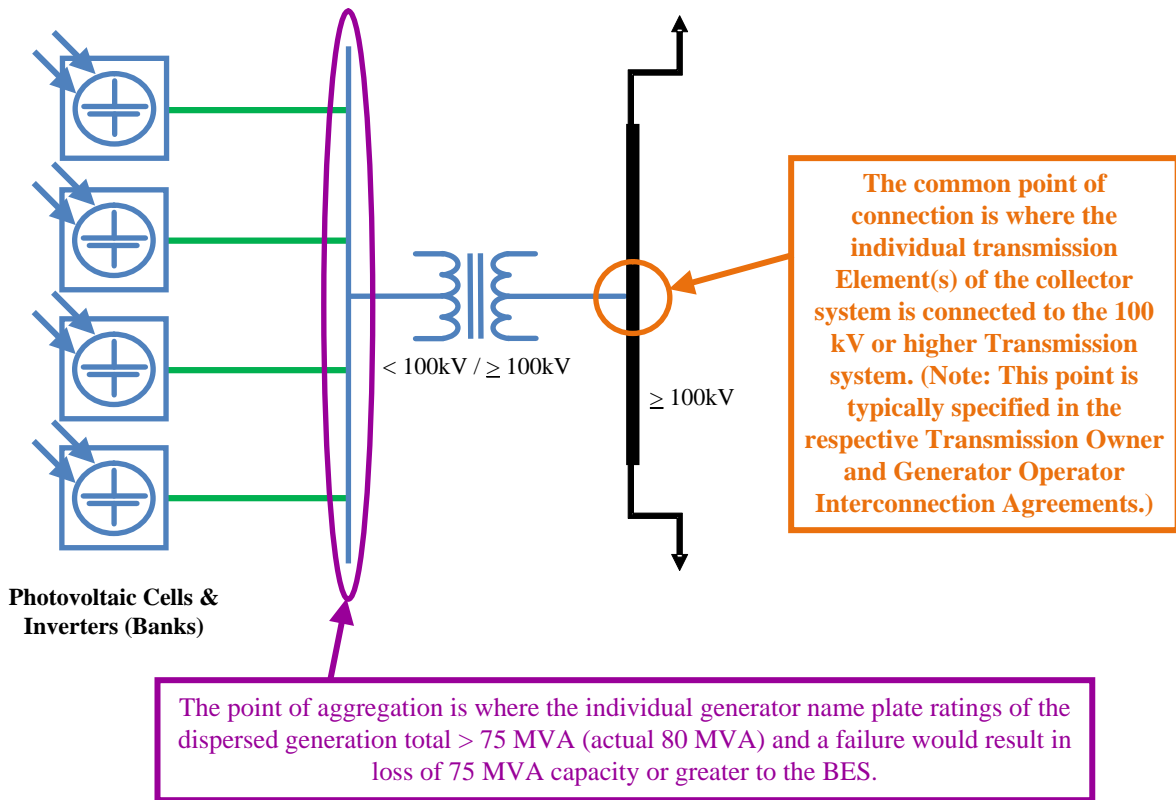 The common point of
connection is where the
individual transmission
Element(s) of the collector
system is connected to the 100
kV or higher Transmission
system. (Note: This point is
typically specified in the
respective Transmission Owner
and Generator Operator
Interconnection Agreements.)
< 100kV / ≥ 100kV
≥ 100kV
Photovoltaic Cells &
Inverters (Banks)
The point of aggregation is where the individual generator name plate ratings of the
dispersed generation total > 75 MVA (actual 80 MVA) and a failure would result in
loss of 75 MVA capacity or greater to the BES.